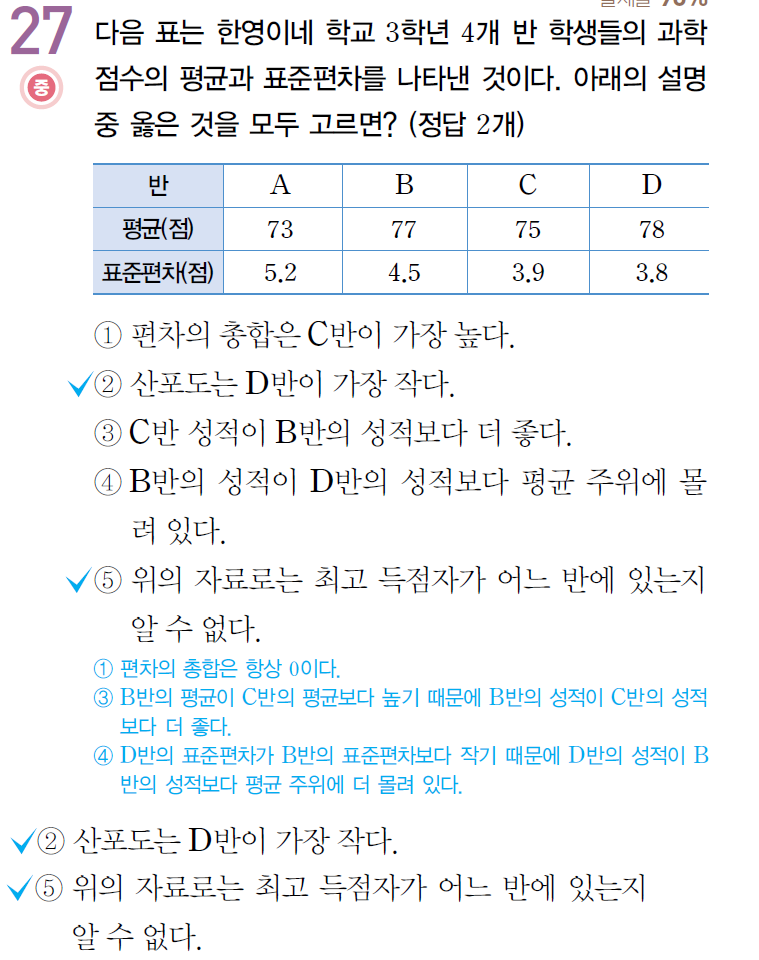 27
다음 표는 한영이네 학교 3학년 4개 반 학생들의 과학
중
점수의 평균과 표준편차를 나타낸 것이다. 아래의 설명
중 옳은 것을 모두 고르면? (정답 2개)
반 A B C D
평균(점) 73 77 75 78
표준편차(점) 5.2 4.5 3.9 3.8
① 편차의 총합은 C반이 가장 높다.
② 산포도는 D반이 가장 작다.
③ C반 성적이 B반의 성적보다 더 좋다.
④ B반의 성적이 D반의 성적보다 평균 주위에 몰
려 있다.
⑤ 위의 자료로는 최고 득점자가 어느 반에 있는지
알 수 없다.
① 편차의 총합은 항상 0이다.
③ B반의 평균이 C반의 평균보다 높기 때문에 B반의 성적이 C반의 성적
보다 더 좋다.
④ D반의 표준편차가 B반의 표준편차보다 작기 때문에 D반의 성적이 B
반의 성적보다 평균 주위에 더 몰려 있다.
② 산포도는 D반이 가장 작다.
⑤ 위의 자료로는 최고 득점자가 어느 반에 있는지
알 수 없다.